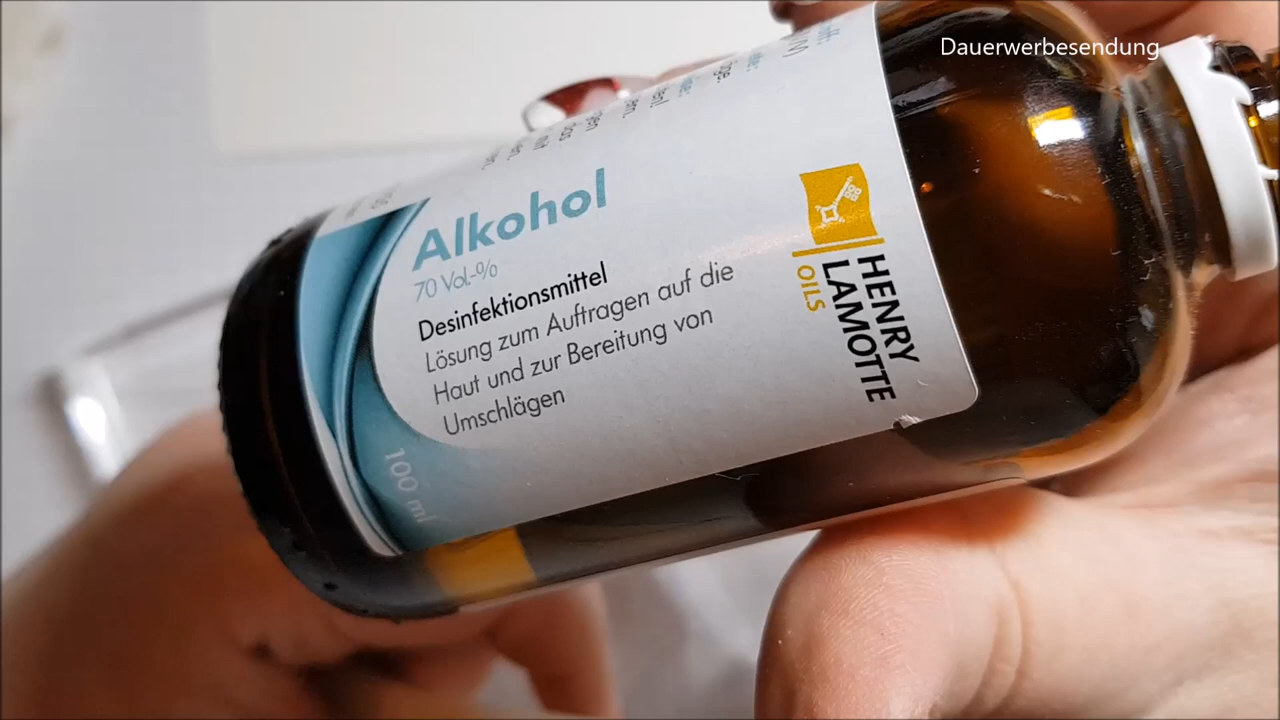 Dauerwerbesendung
Alkohol
70 Vol.-%
Desinfektionsmittel
Lösung zum Auftragen auf die
Haut und zur Bereitung von
Umschlägen
100 ml
HENRY
LAMOTTE
OILS